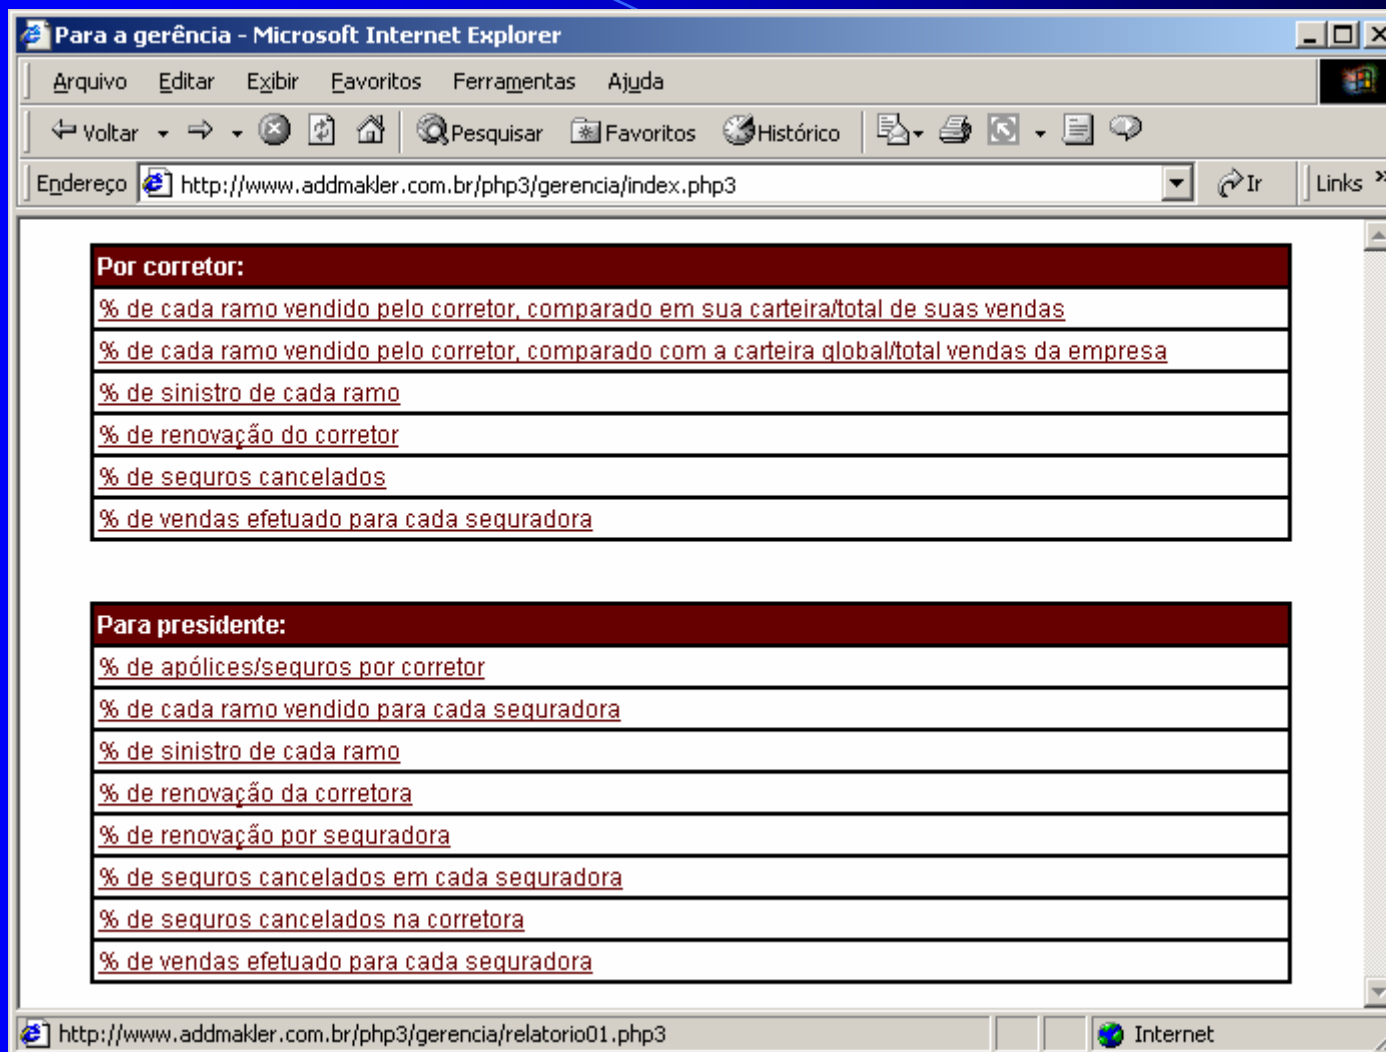 Para a gerência - Microsoft Internet Explorer
Arquivo Editar Exibir Favoritos Ferramentas Ajuda
Voltar Pesquisar Favoritos Histórico
Endereço http://www.addmakler.com.br/php3/gerencia/index.php3 Ir Links »
Por corretor:
% de cada ramo vendido pelo corretor, comparado em sua carteira/total de suas vendas
% de cada ramo vendido pelo corretor, comparado com a carteira global/total vendas da empresa
% de sinistro de cada ramo
% de renovação do corretor
% de seguros cancelados
% de vendas efetuado para cada seguradora
Para presidente:
% de apólices/seguros por corretor
% de cada ramo vendido para cada seguradora
% de sinistro de cada ramo
% de renovação da corretora
% de renovação por seguradora
% de seguros cancelados em cada seguradora
% de seguros cancelados na corretora
% de vendas efetuado para cada seguradora
http://www.addmakler.com.br/php3/gerencia/relatorio01.php3 Internet